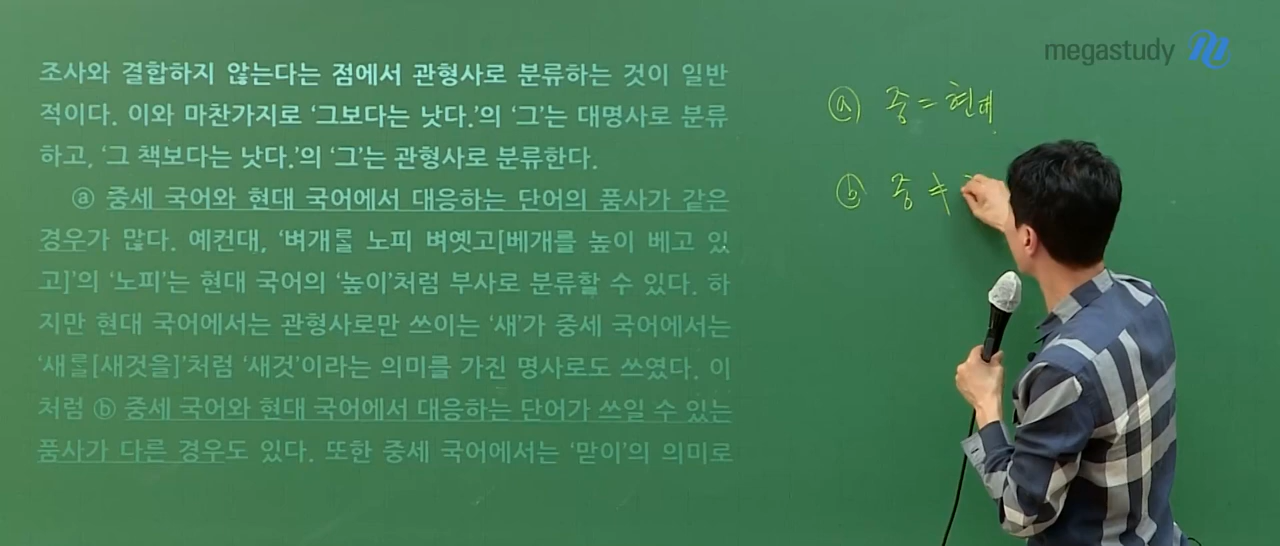 megastudy
조사와 결합하지 않는다는 점에서 관형사로 분류하는 것이 일반
적이다. 이와 마찬가지로 ‘그보다는 낫다.’의 ‘그’는 대명사로 분류
하고, ‘그 책보다는 낫다.’의 ‘그’는 관형사로 분류한다.
ⓐ 중세 국어와 현대 국어에서 대응하는 단어의 품사가 같은
경우가 많다. 예컨대, ‘벼개ᄅᆞᆯ 노피 벼옛고[베개를 높이 베고 있
고]’의 ‘노피’는 현대 국어의 ‘높이’처럼 부사로 분류할 수 있다. 하
지만 현대 국어에서는 관형사로만 쓰이는 ‘새’가 중세 국어에서는
‘새ᄅᆞᆯ[새것을]’처럼 ‘새것’이라는 의미를 가진 명사로도 쓰였다. 이
처럼 ⓑ 중세 국어와 현대 국어에서 대응하는 단어가 쓰일 수 있는
품사가 다른 경우도 있다. 또한 중세 국어에서는 ‘맏이’의 의미로
ⓐ 중 = 현대
ⓑ 중 ≠